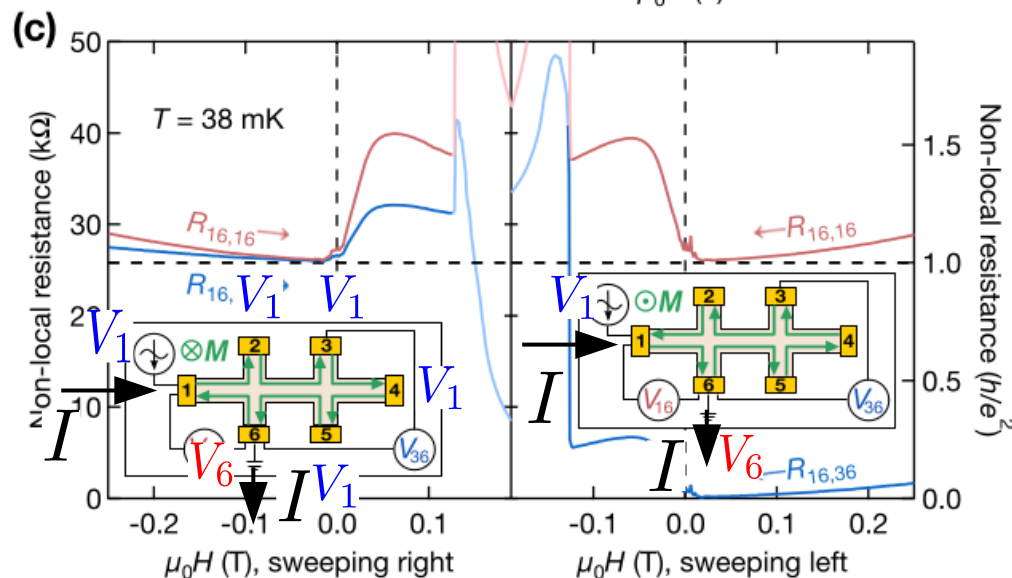 (c)
μ₀
50
40
30
10
0
Non-local resistance (kΩ)
T = 38 mK
R16,16 →
R16,
V1
V1
V1
V1
V1
V6
I
I
⊗M
1
2
3
4
5
6
V36
-0.2
-0.1
0.0
0.1
μ₀H (T), sweeping right
← R16,16
V1
⊙M
1
2
3
4
5
6
V16
V36
I
I
V6
R16,36
-0.1
0.0
0.1
0.2
μ₀H (T), sweeping left
1.5
1.0
0.5
0.0
Non-local resistance (h/e²)